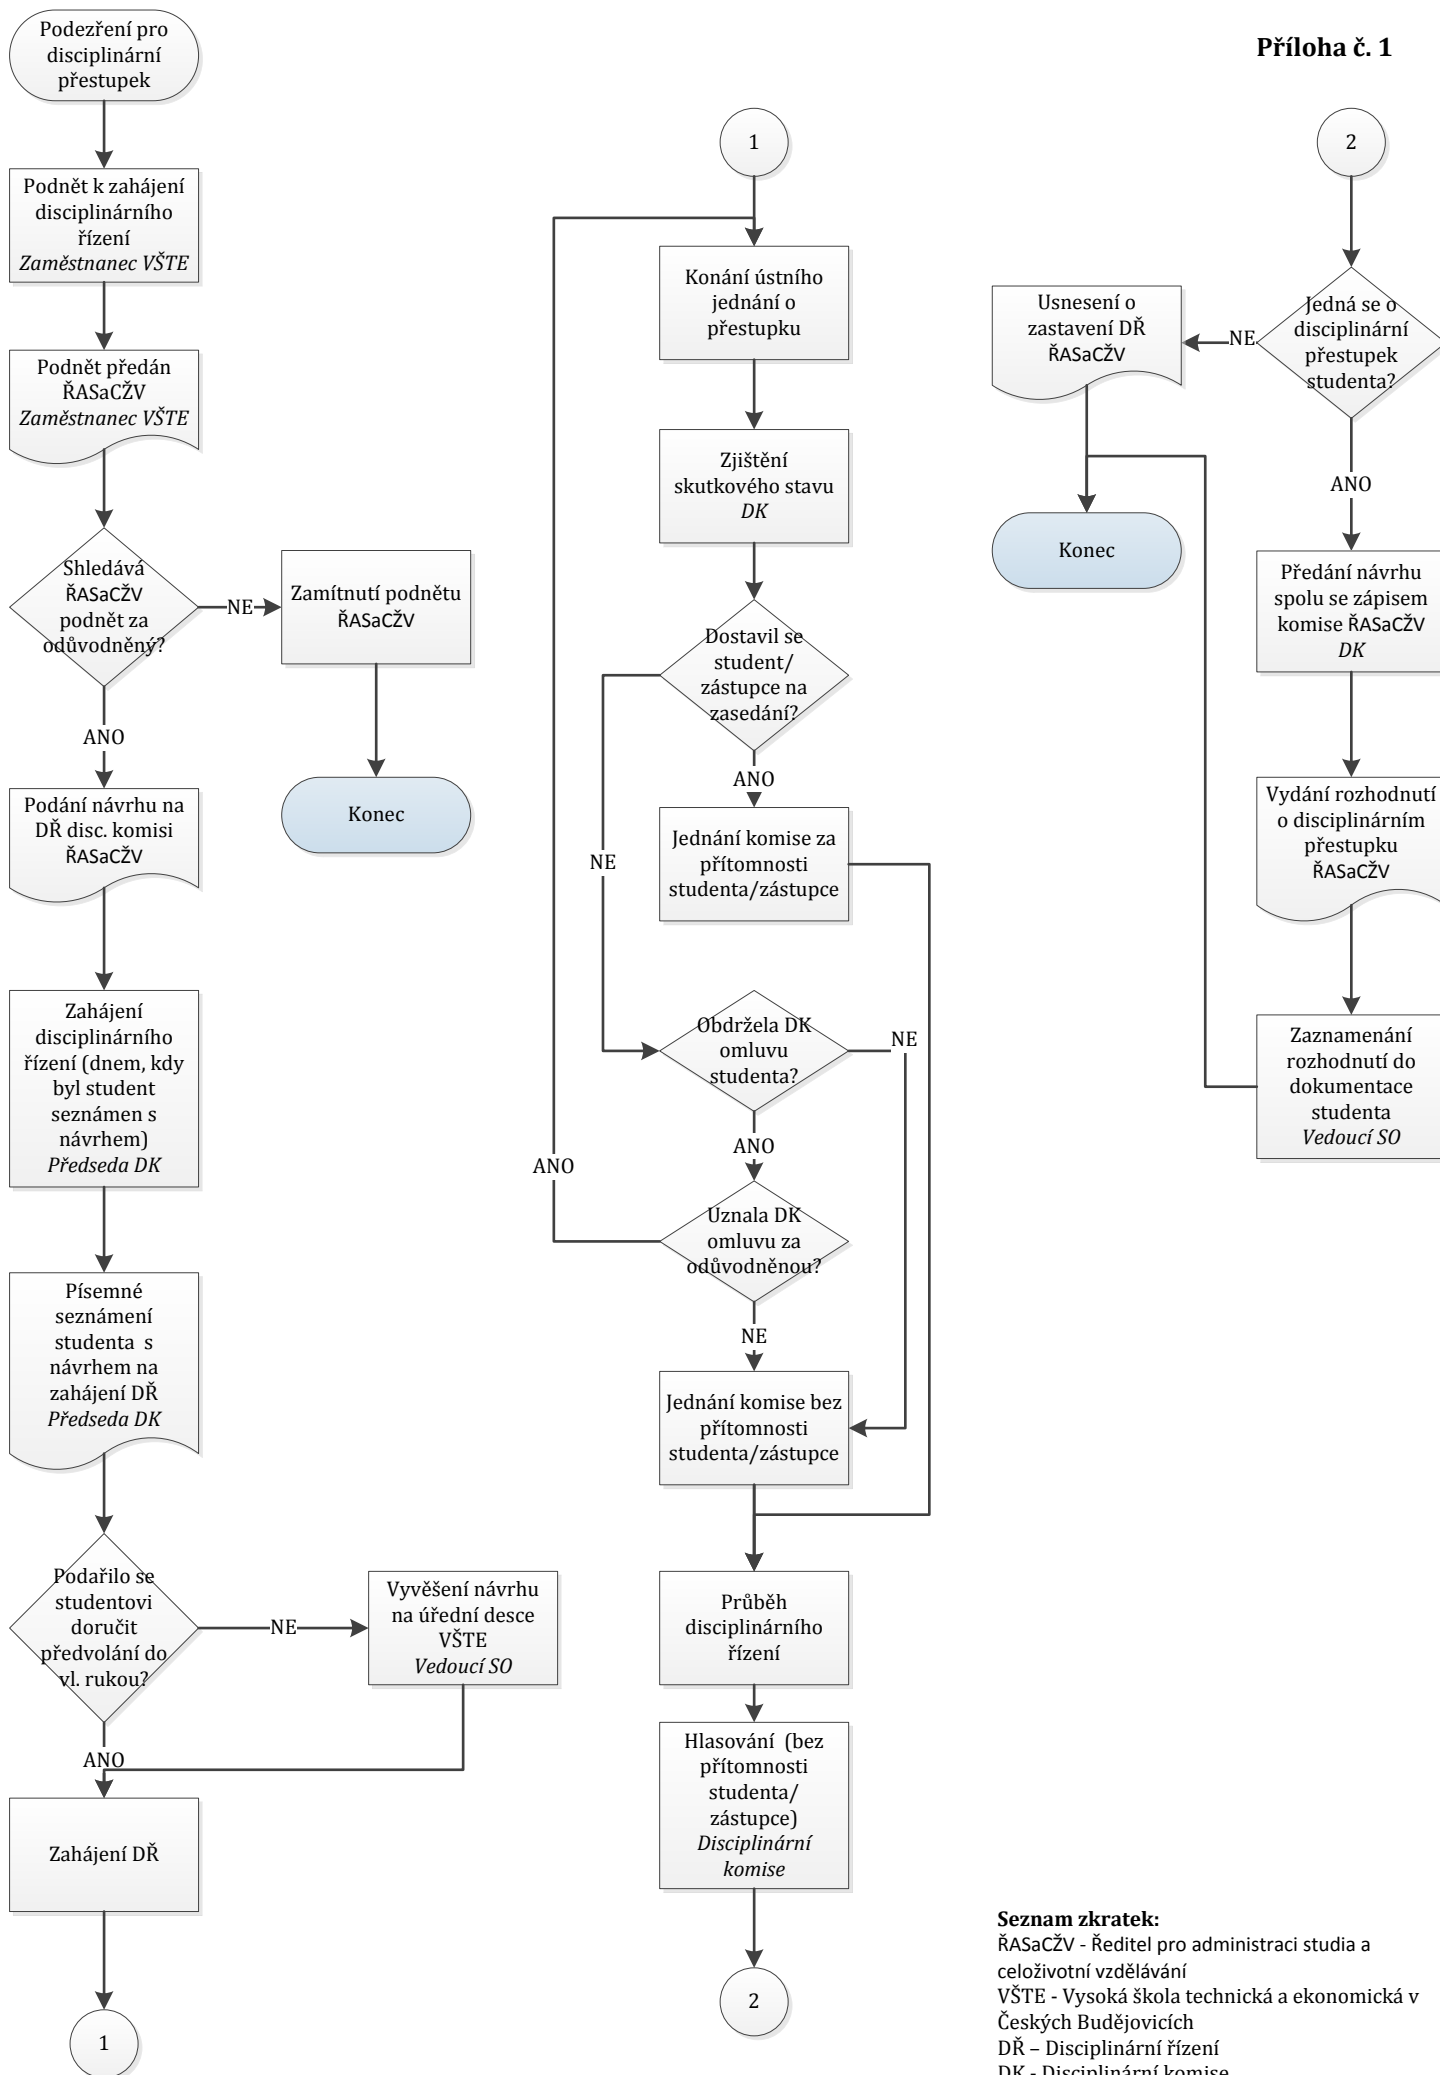 Příloha č. 1
Podezření pro
disciplinární
přestupek
Podnět k zahájení
disciplinárního
řízení
Zaměstnanec VŠTE
Podnět předán
ŘASaCŽV
Zaměstnanec VŠTE
Shledává
ŘASaCŽV
podnět za
odůvodněný?
NE
Zamítnutí podnětu
ŘASaCŽV
Konec
ANO
Podání návrhu na
DŘ disc. komisi
ŘASaCŽV
Zahájení
disciplinárního
řízení (dnem, kdy
byl student
seznámen s
návrhem)
Předseda DK
Písemné
seznámení
studenta s
návrhem na
zahájení DŘ
Předseda DK
Podařilo se
studentovi
doručit
předvolání do
vl. rukou?
NE
Vyvěšení návrhu
na úřední desce
VŠTE
Vedoucí SO
ANO
Zahájení DŘ
1
1
Konání ústního
jednání o
přestupku
Zjištění
skutkového stavu
DK
Dostavil se
student/
zástupce na
zasedání?
ANO
NE
Jednání komise za
přítomnosti
studenta/zástupce
Obdržela DK
omluvu
studenta?
NE
ANO
Uznala DK
omluvu za
odůvodněnou?
ANO
NE
Jednání komise bez
přítomnosti
studenta/zástupce
Průběh
disciplinárního
řízení
Hlasování (bez
přítomnosti
studenta/
zástupce)
Disciplinární
komise
2
2
Jedná se o
disciplinární
přestupek
studenta?
NE
Usnesení o
zastavení DŘ
ŘASaCŽV
Konec
ANO
Předání návrhu
spolu se zápisem
komise ŘASaCŽV
DK
Vydání rozhodnutí
o disciplinárním
přestupku
ŘASaCŽV
Zaznamenání
rozhodnutí do
dokumentace
studenta
Vedoucí SO
Seznam zkratek:
ŘASaCŽV - Ředitel pro administraci studia a
celoživotní vzdělávání
VŠTE - Vysoká škola technická a ekonomická v
Českých Budějovicích
DŘ – Disciplinární řízení
DK - Disciplinární komise